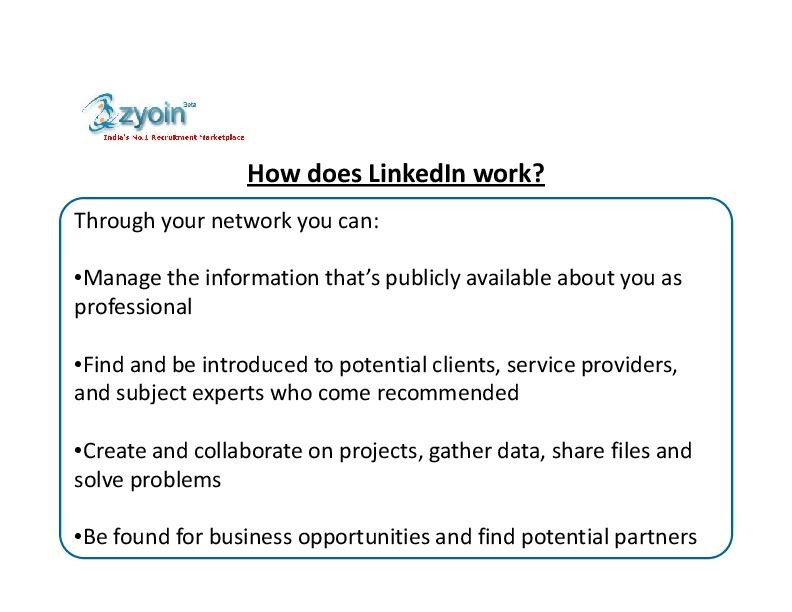 zyoin Beta
India's No.1 Recruitment Marketplace
How does LinkedIn work?
Through your network you can:
•Manage the information that’s publicly available about you as
professional
•Find and be introduced to potential clients, service providers,
and subject experts who come recommended
•Create and collaborate on projects, gather data, share files and
solve problems
•Be found for business opportunities and find potential partners